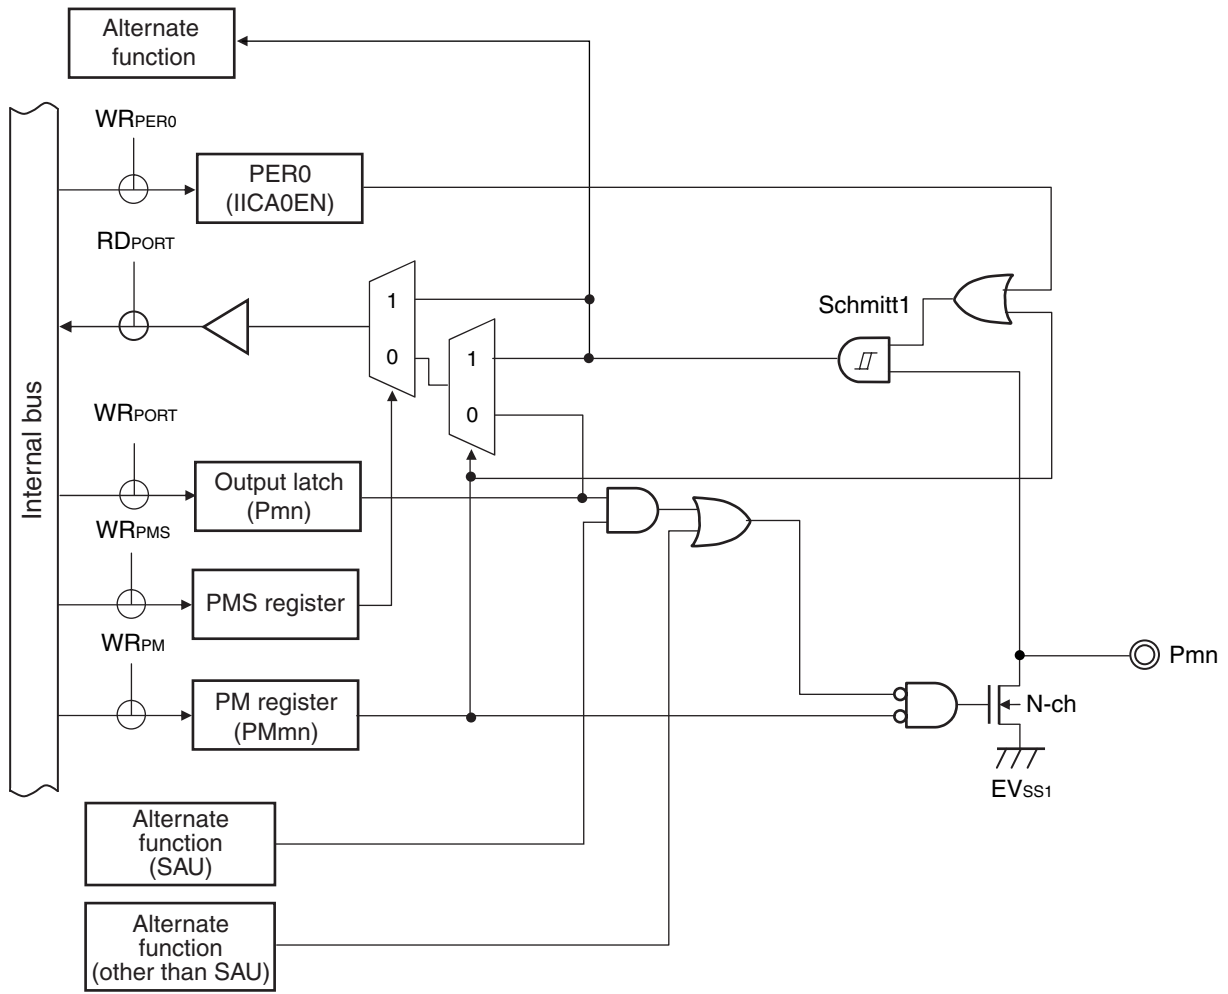 Alternate
function
WRPER0
PER0
(IICA0EN)
RDPORT
1
0
Schmitt1
1
0
Internal bus
WRPORT
Output latch
(Pmn)
WRPMS
PMS register
WRPM
PM register
(PMmn)
Pmn
N-ch
EVSS1
Alternate
function
(SAU)
Alternate
function
(other than SAU)